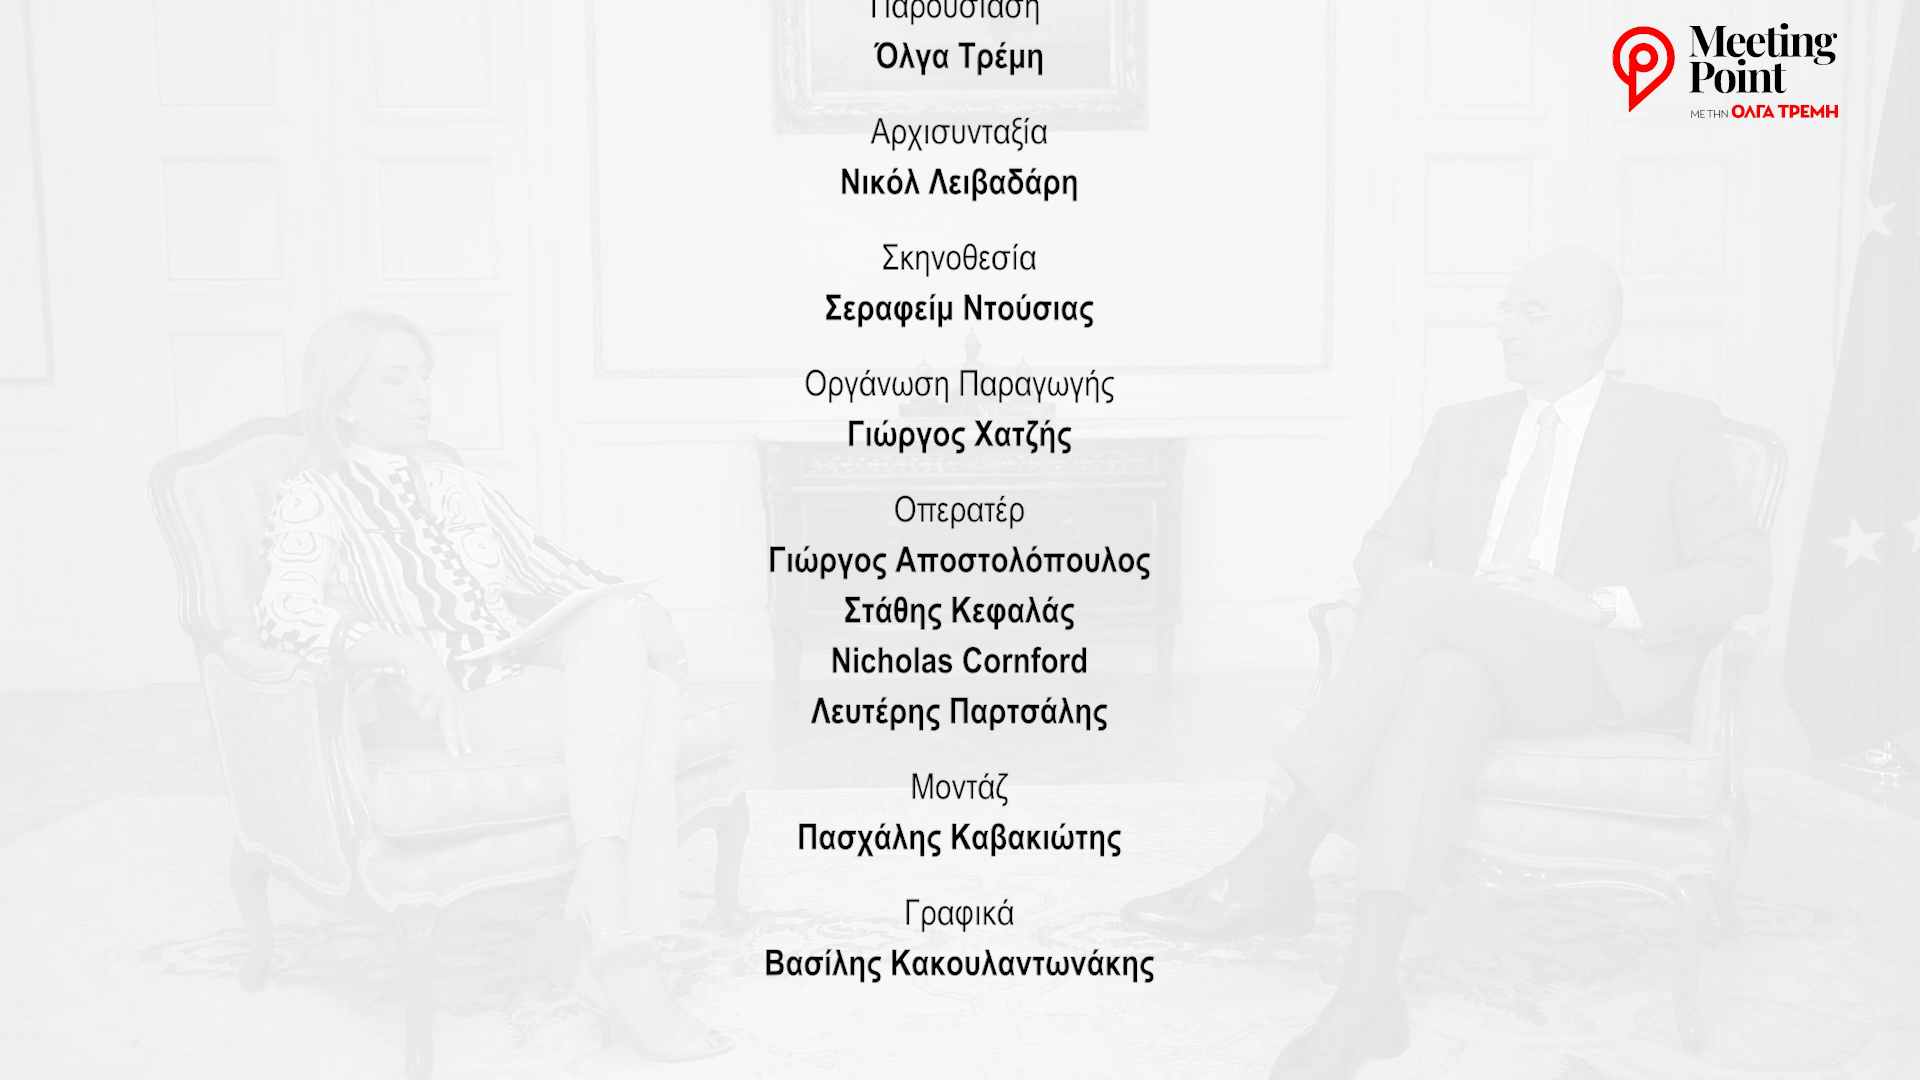 Παρουσίαση
Όλγα Τρέμη
Αρχισυνταξία
Νικόλ Λειβαδάρη
Σκηνοθεσία
Σεραφείμ Ντούσιας
Οργάνωση Παραγωγής
Γιώργος Χατζής
Οπερατέρ
Γιώργος Αποστολόπουλος
Στάθης Κεφαλάς
Nicholas Cornford
Λευτέρης Παρτσάλης
Μοντάζ
Πασχάλης Καβακιώτης
Γραφικά
Βασίλης Κακουλαντωνάκης
Meeting
Point
ΜΕ ΤΗΝ ΟΛΓΑ ΤΡΕΜΗ